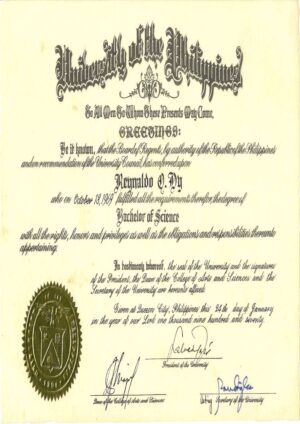 University of the Philippines
To All Men To Whom These Presents May Come,
GREETINGS:
Be it known, that the Board of Regents, by authority of the Republic of the Philippines
and on recommendation of the University Council, has conferred upon
Reynaldo O. Dy
who on October 18, 1969 fulfilled all the requirements therefor, the degree of
Bachelor of Science
with all the rights, honors and privileges as well as the obligations and responsibilities thereunto
appertaining.
In testimony whereof, the seal of the University and the signatures
of the President, the Dean of the College of Arts and Sciences and the
Secretary of the University are hereunto affixed.
Given at Quezon City, Philippines this 24th day of January
in the year of our Lord one thousand nine hundred and seventy.
President of the University
Dean of the College of Arts and Sciences
Secretary of the University